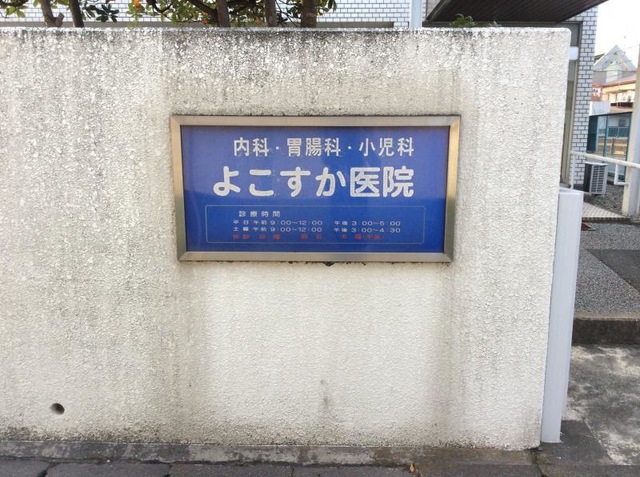 内科・胃腸科・小児科
よこすか医院
診療時間
平日 午前 9:00〜12:00 午後 3:00〜6:00
土曜 午前 9:00〜12:00 午後 3:00〜4:30